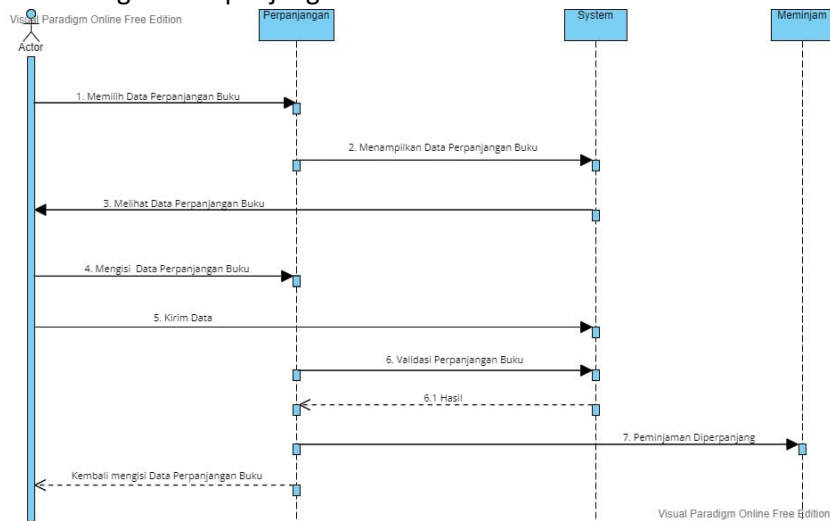 Visual Paradigm Online Free Edition
Actor
Perpanjangan
System
Meminjam
1. Memilih Data Perpanjangan Buku
2. Menampilkan Data Perpanjangan Buku
3. Melihat Data Perpanjangan Buku
4. Mengisi Data Perpanjangan Buku
5. Kirim Data
6. Validasi Perpanjangan Buku
6.1 Hasil
7. Peminjaman Diperpanjang
Kembali mengisi Data Perpanjangan Buku
Visual Paradigm Online Free Edition